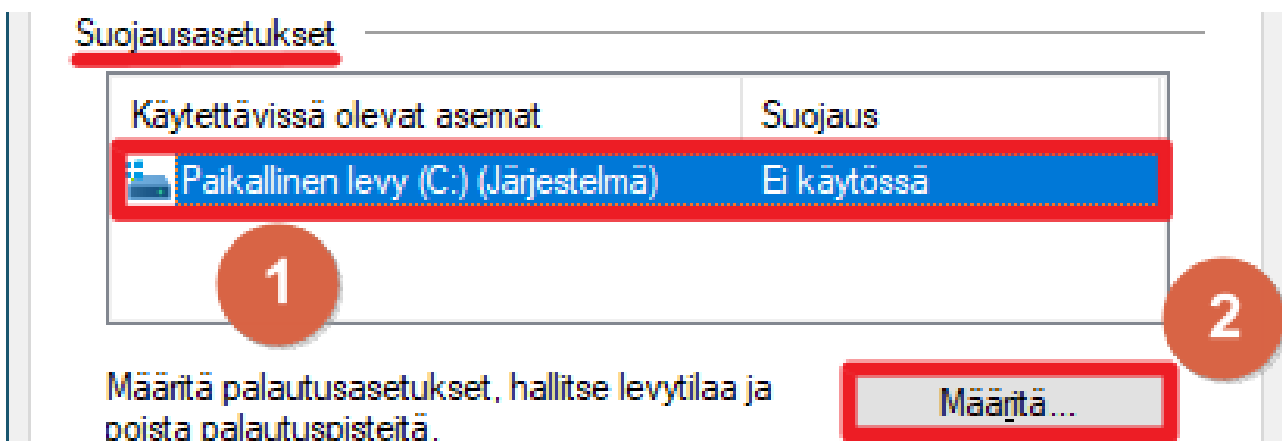 Suojausasetukset
Käytettävissä olevat asemat Suojaus
Paikallinen levy (C:) (Järjestelmä) Ei käytössä
1
2
Määritä palautusasetukset, hallitse levytilaa ja
poista palautuspisteitä.
Määritä...